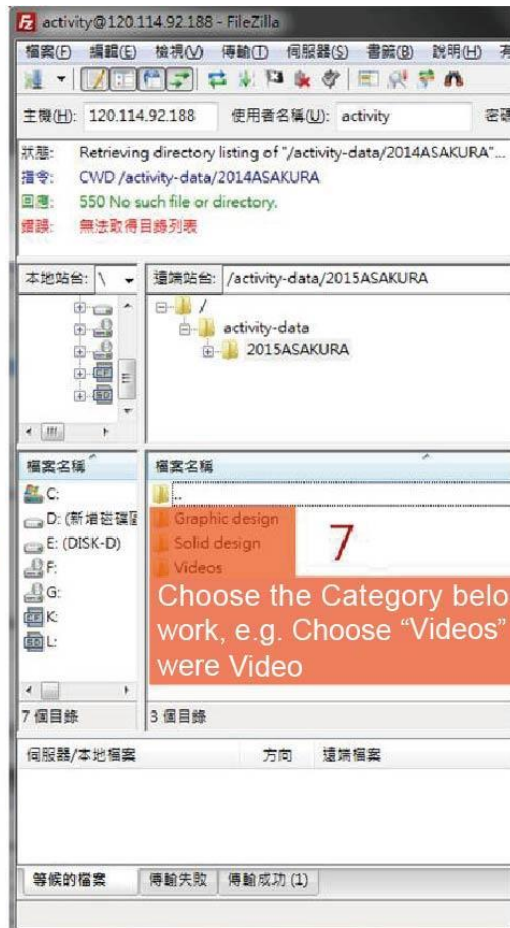 activity@120.114.92.188 - FileZilla
檔案(F) 編輯(E) 檢視(V) 傳輸(T) 伺服器(S) 書籤(B) 說明(H) 有
主機(H): 120.114.92.188 使用者名稱(U): activity 密碼
狀態: Retrieving directory listing of "/activity-data/2014ASAKURA"...
指令: CWD /activity-data/2014ASAKURA
回應: 550 No such file or directory.
錯誤: 無法取得目錄列表
本地站台: \ 遠端站台: /activity-data/2015ASAKURA
/
activity-data
2015ASAKURA
檔案名稱 檔案名稱
C: ..
D: (新增磁碟區 Graphic design
E: (DISK-D) Solid design
F: Videos
7
G:
K:
L:
Choose the Category belo
work, e.g. Choose “Videos”
were Video
7 個目錄 3 個目錄
伺服器/本地檔案 方向 遠端檔案
等候的檔案 傳輸失敗 傳輸成功 (1)